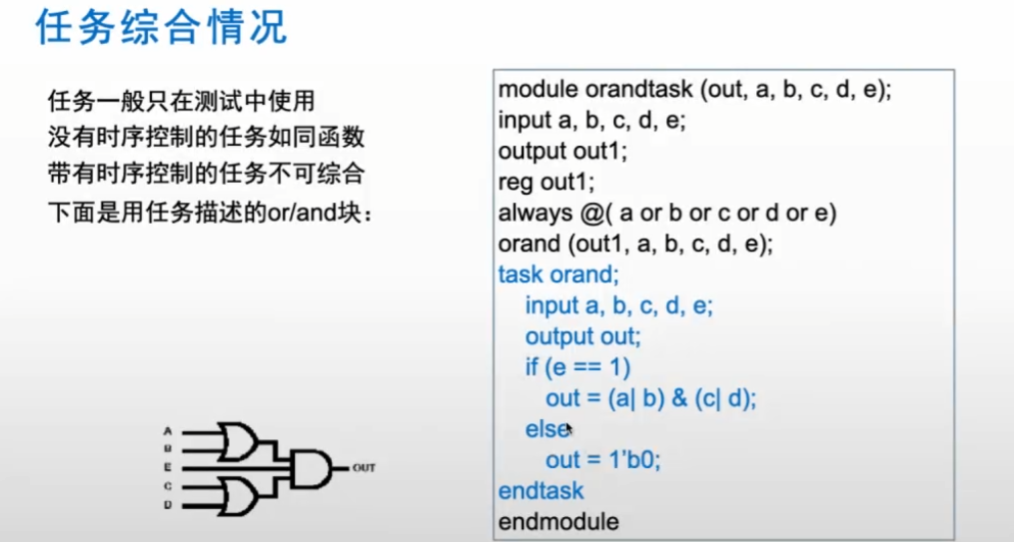 任务综合情况
任务一般只在测试中使用
没有时序控制的任务如同函数
带有时序控制的任务不可综合
下面是用任务描述的or/and块：
module orandtask (out, a, b, c, d, e);
input a, b, c, d, e;
output out1;
reg out1;
always @( a or b or c or d or e)
orand (out1, a, b, c, d, e);
task orand;
input a, b, c, d, e;
output out;
if (e == 1)
out = (a| b) & (c| d);
else
out = 1'b0;
endtask
endmodule
A
B
E
C
D
OUT